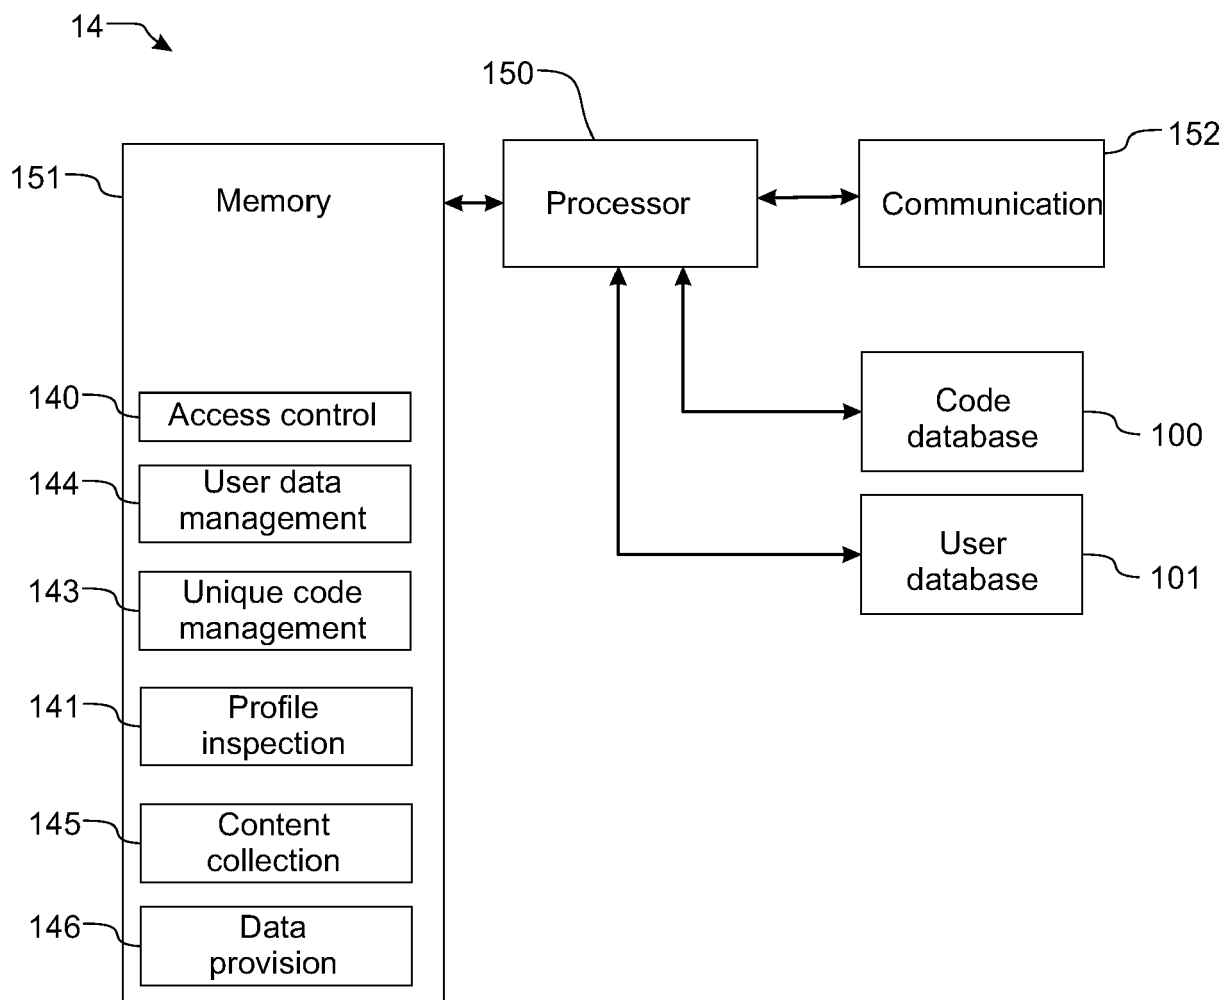 14
150
152
151
Memory
Processor
Communication
140
Access control
Code
database
100
144
User data
management
User
database
101
143
Unique code
management
141
Profile
inspection
145
Content
collection
146
Data
provision